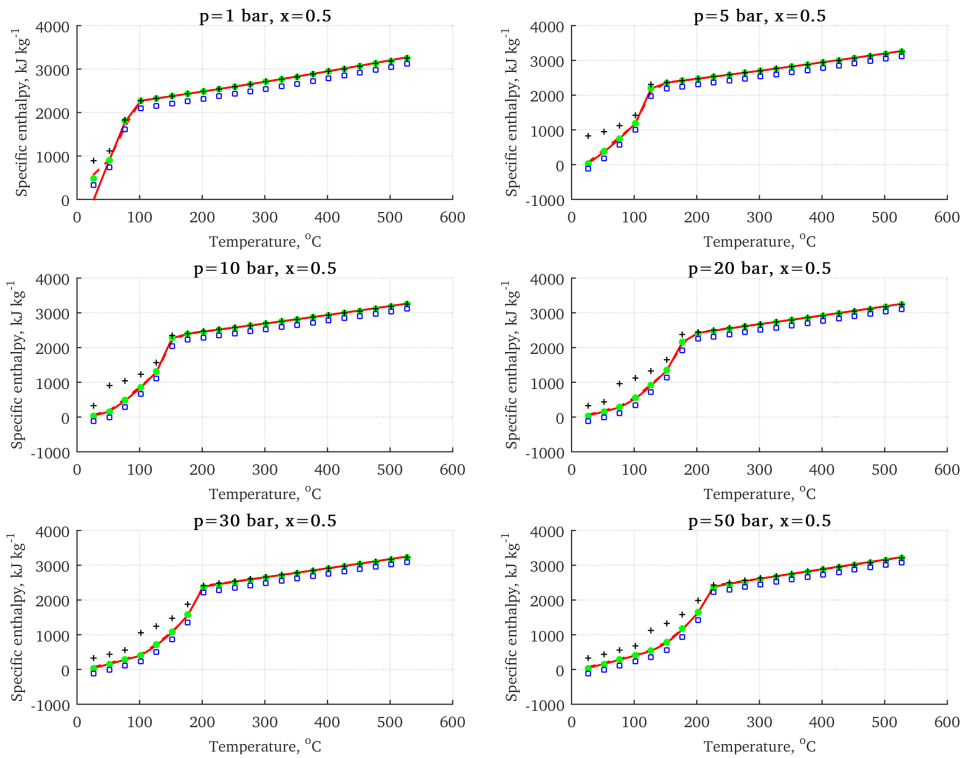 p=1 bar, x=0.5
4000
3000
2000
1000
0
0 100 200 300 400 500 600
Specific enthalpy, kJ kg⁻¹
Temperature, °C
p=5 bar, x=0.5
4000
3000
2000
1000
0
-1000
0 100 200 300 400 500 600
Specific enthalpy, kJ kg⁻¹
Temperature, °C
p=10 bar, x=0.5
4000
3000
2000
1000
0
-1000
0 100 200 300 400 500 600
Specific enthalpy, kJ kg⁻¹
Temperature, °C
p=20 bar, x=0.5
4000
3000
2000
1000
0
-1000
0 100 200 300 400 500 600
Specific enthalpy, kJ kg⁻¹
Temperature, °C
p=30 bar, x=0.5
4000
3000
2000
1000
0
-1000
0 100 200 300 400 500 600
Specific enthalpy, kJ kg⁻¹
Temperature, °C
p=50 bar, x=0.5
4000
3000
2000
1000
0
-1000
0 100 200 300 400 500 600
Specific enthalpy, kJ kg⁻¹
Temperature, °C